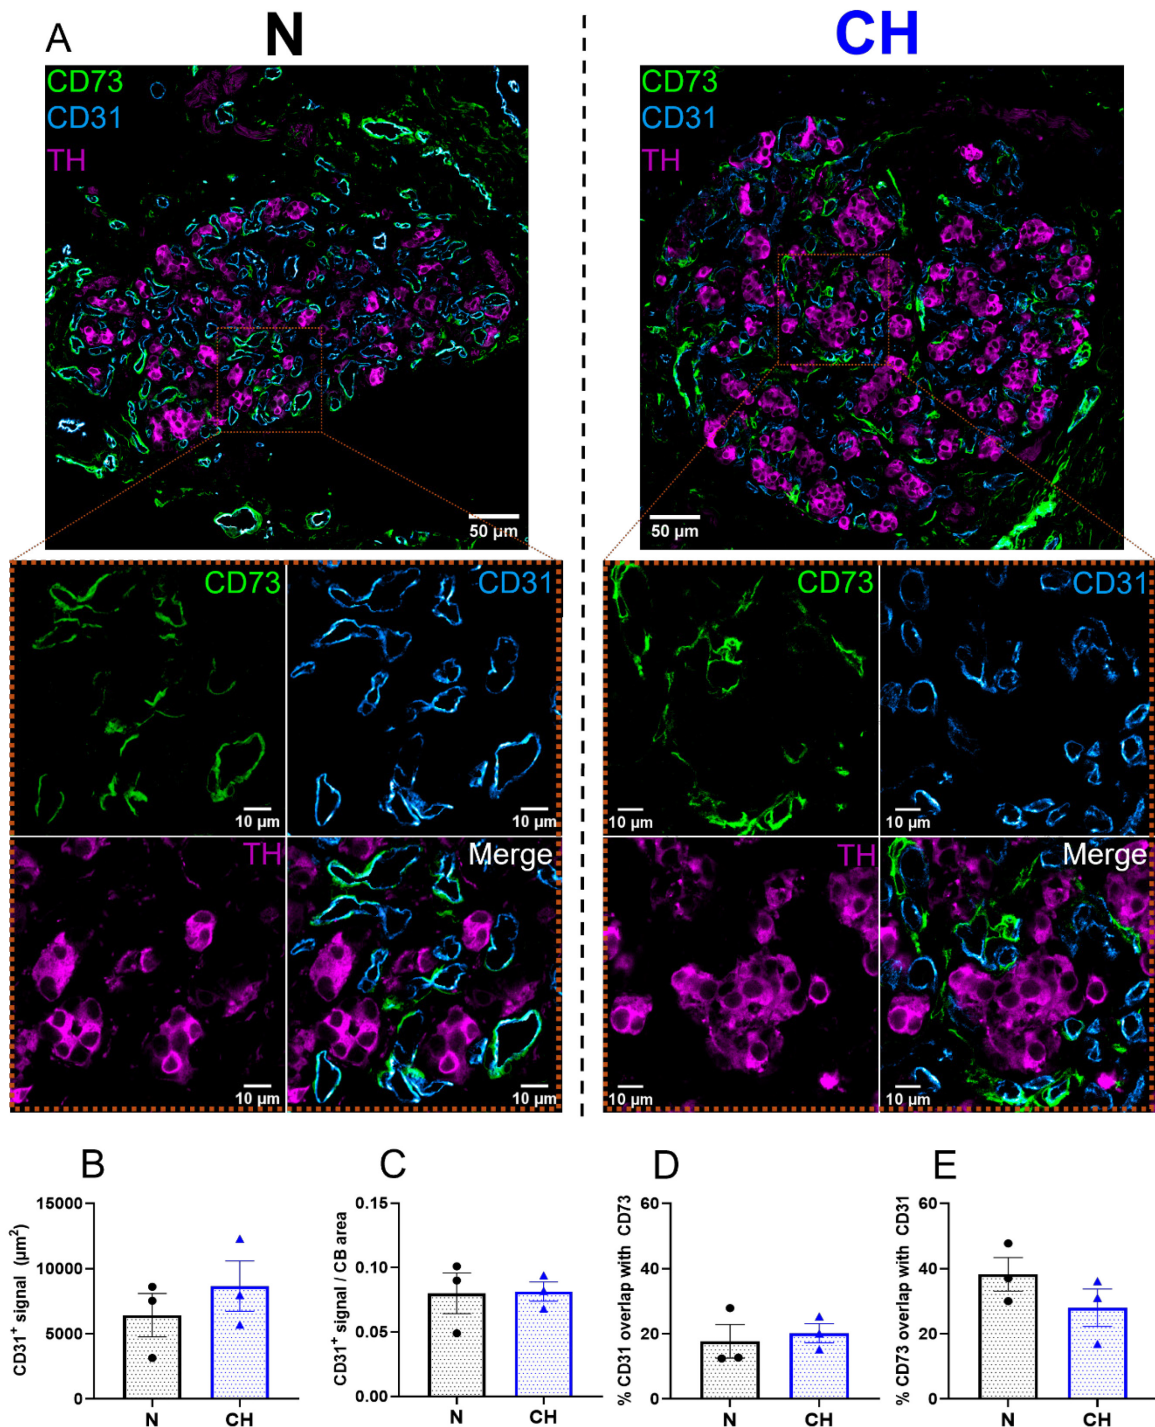 A
N
CH
CD73
CD31
TH
50 µm
CD73
CD31
TH
50 µm
CD73
10 µm
CD31
10 µm
TH
10 µm
Merge
10 µm
CD73
10 µm
CD31
10 µm
TH
10 µm
Merge
10 µm
B
CD31⁺ signal (µm²)
15000
10000
5000
0
N
CH
C
CD31⁺ signal / CB area
0.15
0.10
0.05
0.00
N
CH
D
% CD31 overlap with CD73
60
40
20
0
N
CH
E
% CD73 overlap with CD31
60
40
20
0
N
CH